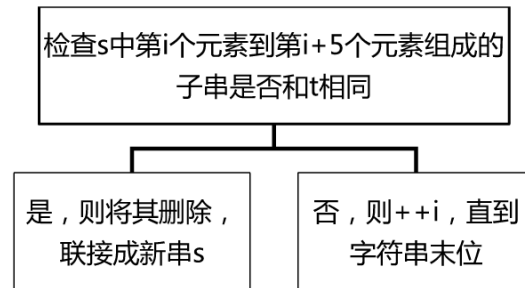 检查s中第i个元素到第i+5个元素组成的
子串是否和t相同
是，则将其删除，
联接成新串s
否，则++i，直到
字符串末位